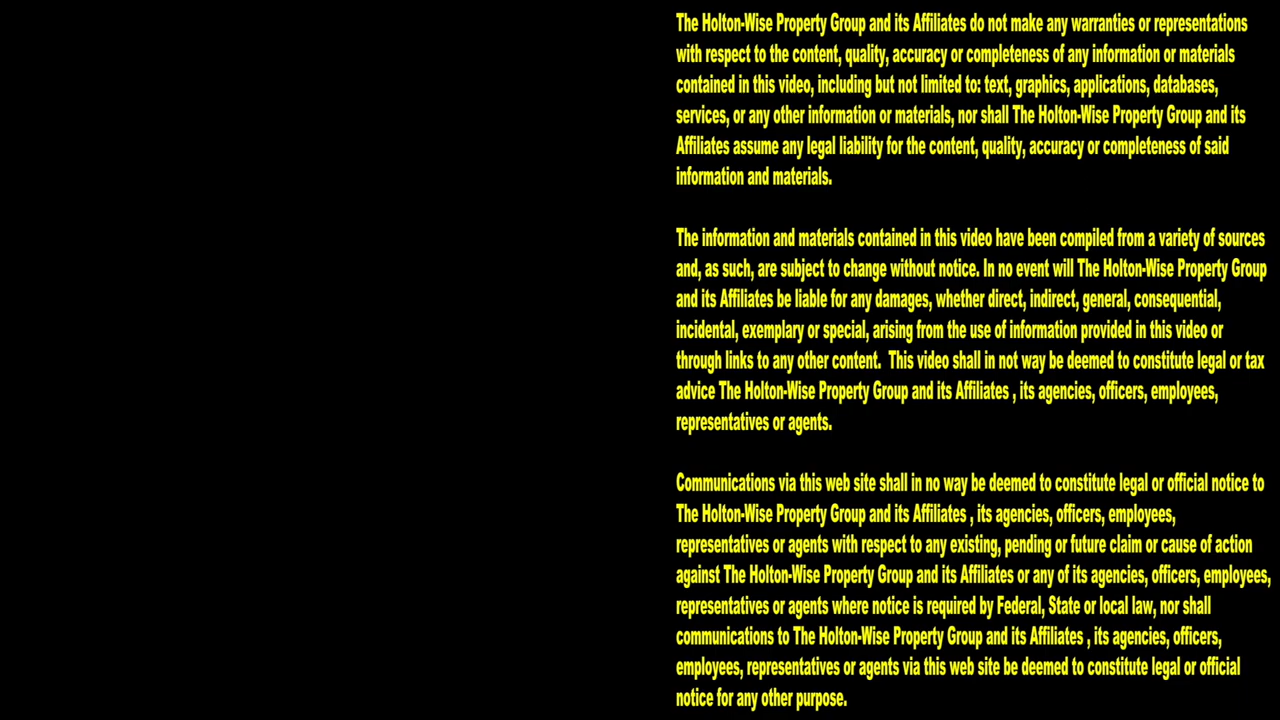 The Holton-Wise Property Group and its Affiliates do not make any warranties or representations
with respect to the content, quality, accuracy or completeness of any information or materials
contained in this video, including but not limited to: text, graphics, applications, databases,
services, or any other information or materials, nor shall The Holton-Wise Property Group and its
Affiliates assume any legal liability for the content, quality, accuracy or completeness of said
information and materials.
The information and materials contained in this video have been compiled from a variety of sources
and, as such, are subject to change without notice. In no event will The Holton-Wise Property Group
and its Affiliates be liable for any damages, whether direct, indirect, general, consequential,
incidental, exemplary or special, arising from the use of information provided in this video or
through links to any other content.  This video shall in not way be deemed to constitute legal or tax
advice The Holton-Wise Property Group and its Affiliates , its agencies, officers, employees,
representatives or agents.
Communications via this web site shall in no way be deemed to constitute legal or official notice to
The Holton-Wise Property Group and its Affiliates , its agencies, officers, employees,
representatives or agents with respect to any existing, pending or future claim or cause of action
against The Holton-Wise Property Group and its Affiliates or any of its agencies, officers, employees,
representatives or agents where notice is required by Federal, State or local law, nor shall
communications to The Holton-Wise Property Group and its Affiliates , its agencies, officers,
employees, representatives or agents via this web site be deemed to constitute legal or official
notice for any other purpose.